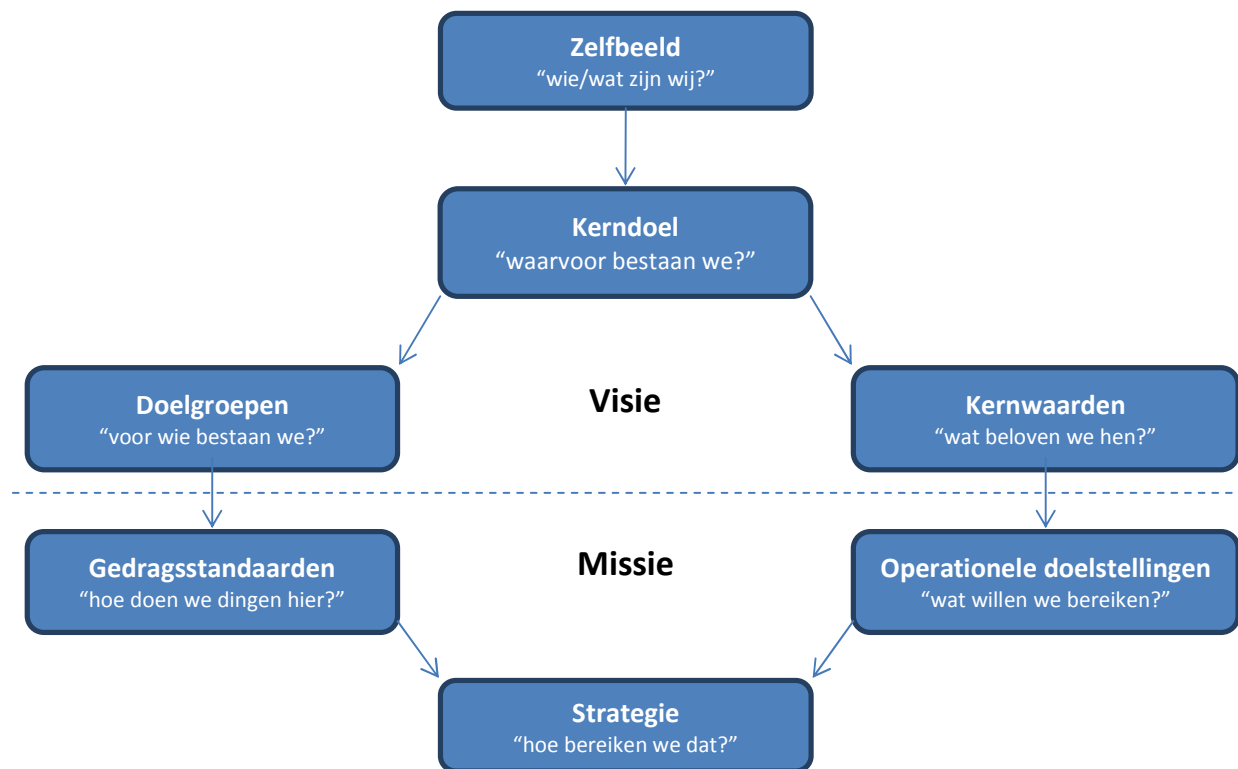 Zelfbeeld
“wie/wat zijn wij?”
Kerndoel
“waarvoor bestaan we?”
Doelgroepen
“voor wie bestaan we?”
Visie
Kernwaarden
“wat beloven we hen?”
Gedragsstandaarden
“hoe doen we dingen hier?”
Missie
Operationele doelstellingen
“wat willen we bereiken?”
Strategie
“hoe bereiken we dat?”